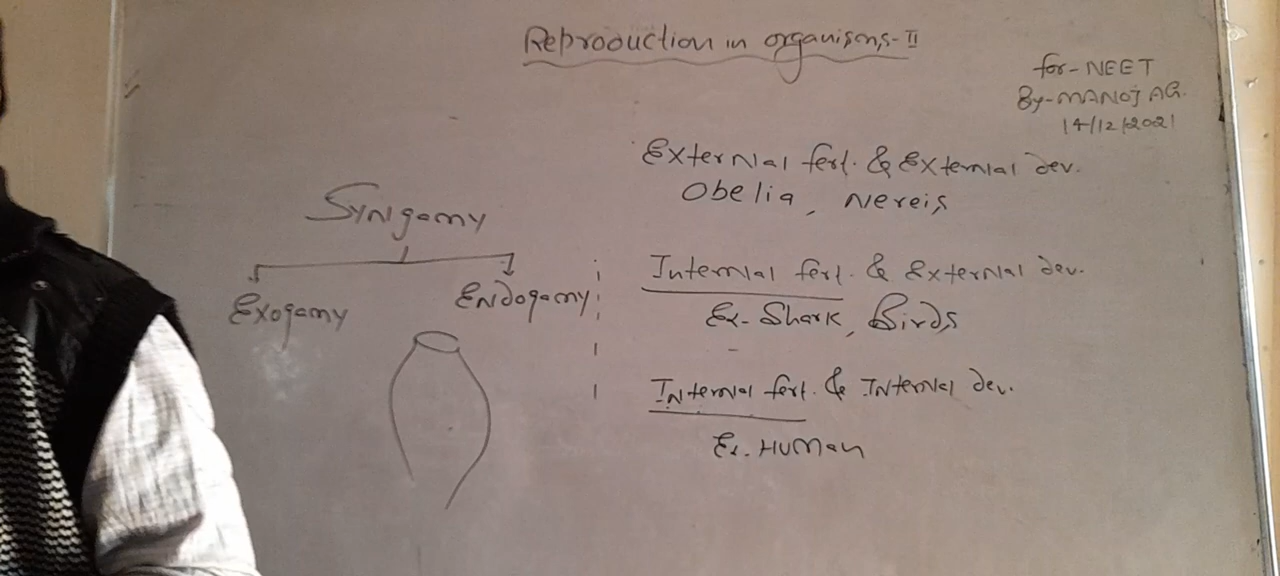 Reproduction in organisms-II
for-NEET
By-MANOJ AG.
14/12/2021
Syngamy
Exogamy
Endogamy
External fert. & External dev.
Obelia, Nereis
Internal fert. & External dev.
Ex- Shark, Birds
Internal fert. & Internal dev.
Ex. Human